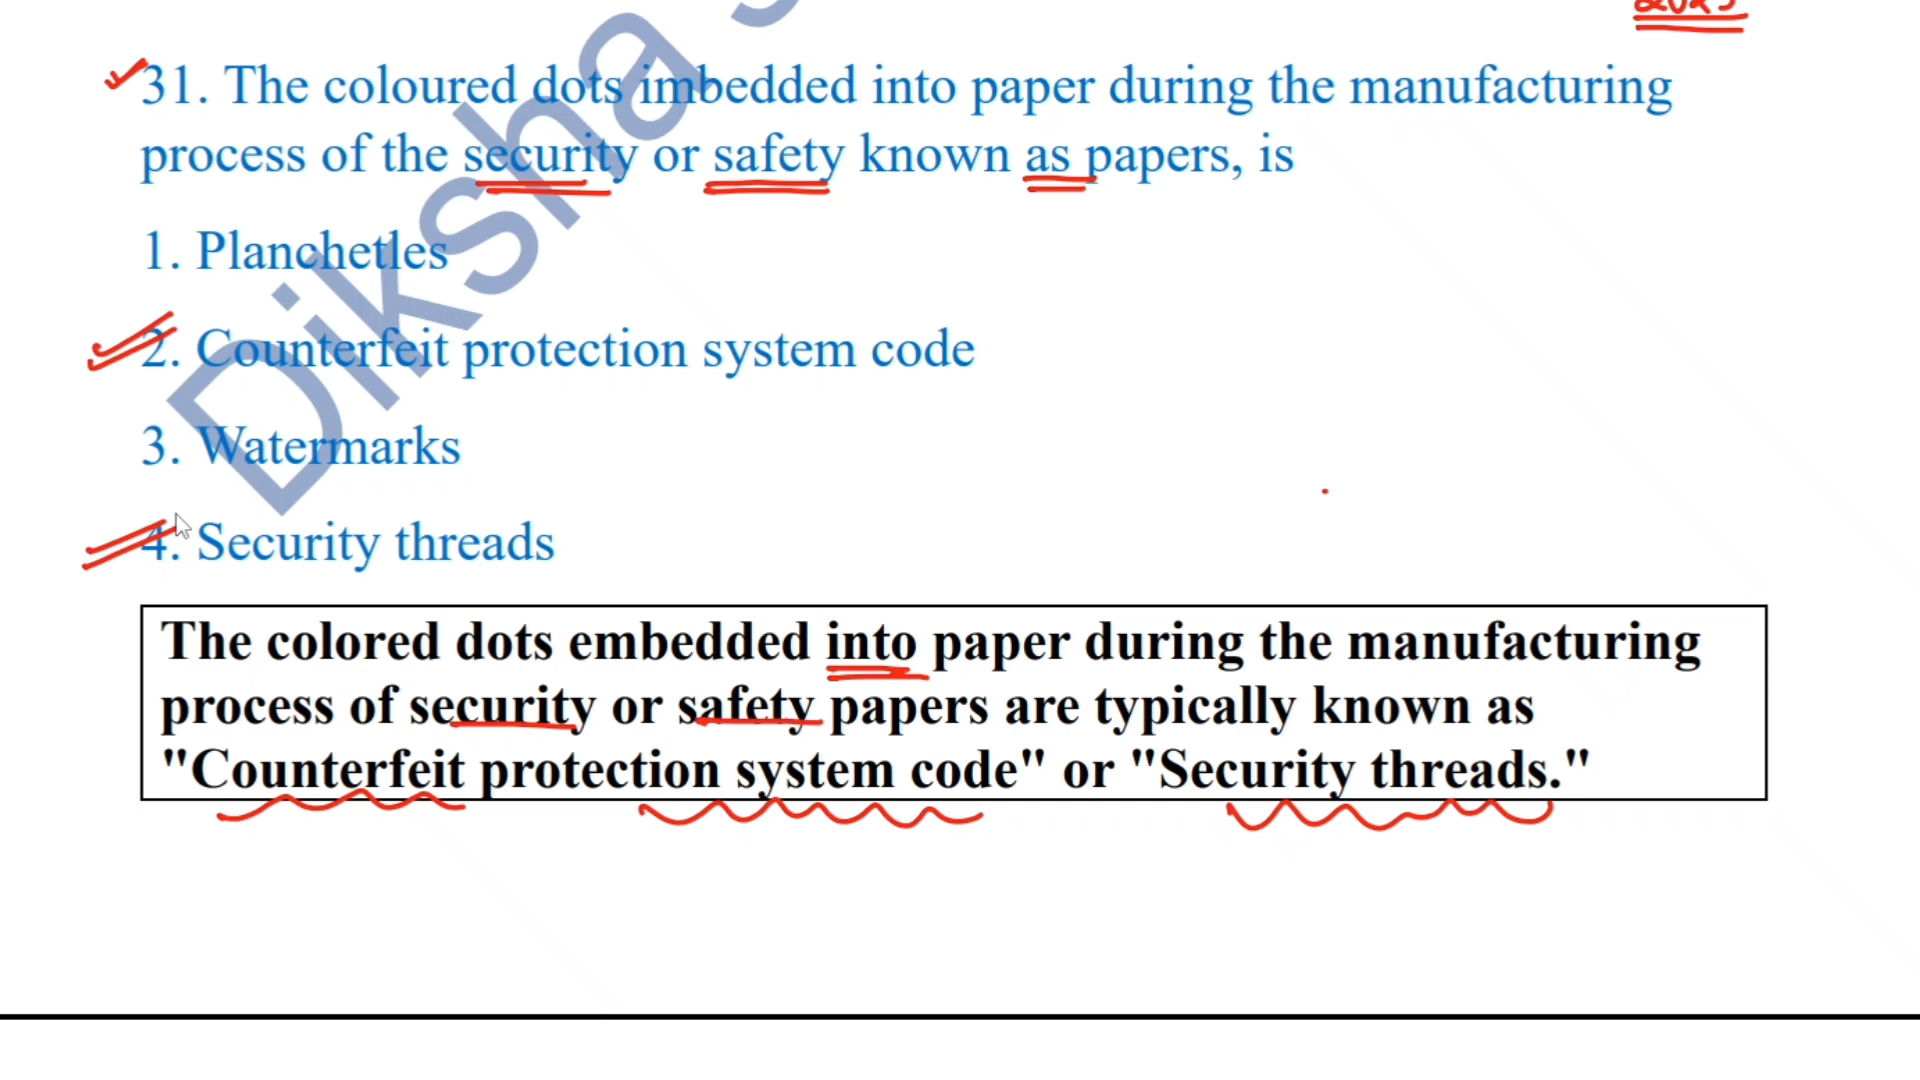 31. The coloured dots imbedded into paper during the manufacturing
process of the security or safety known as papers, is
1. Planchetles
2. Counterfeit protection system code
3. Watermarks
4. Security threads
The colored dots embedded into paper during the manufacturing
process of security or safety papers are typically known as
"Counterfeit protection system code" or "Security threads."
Diksha